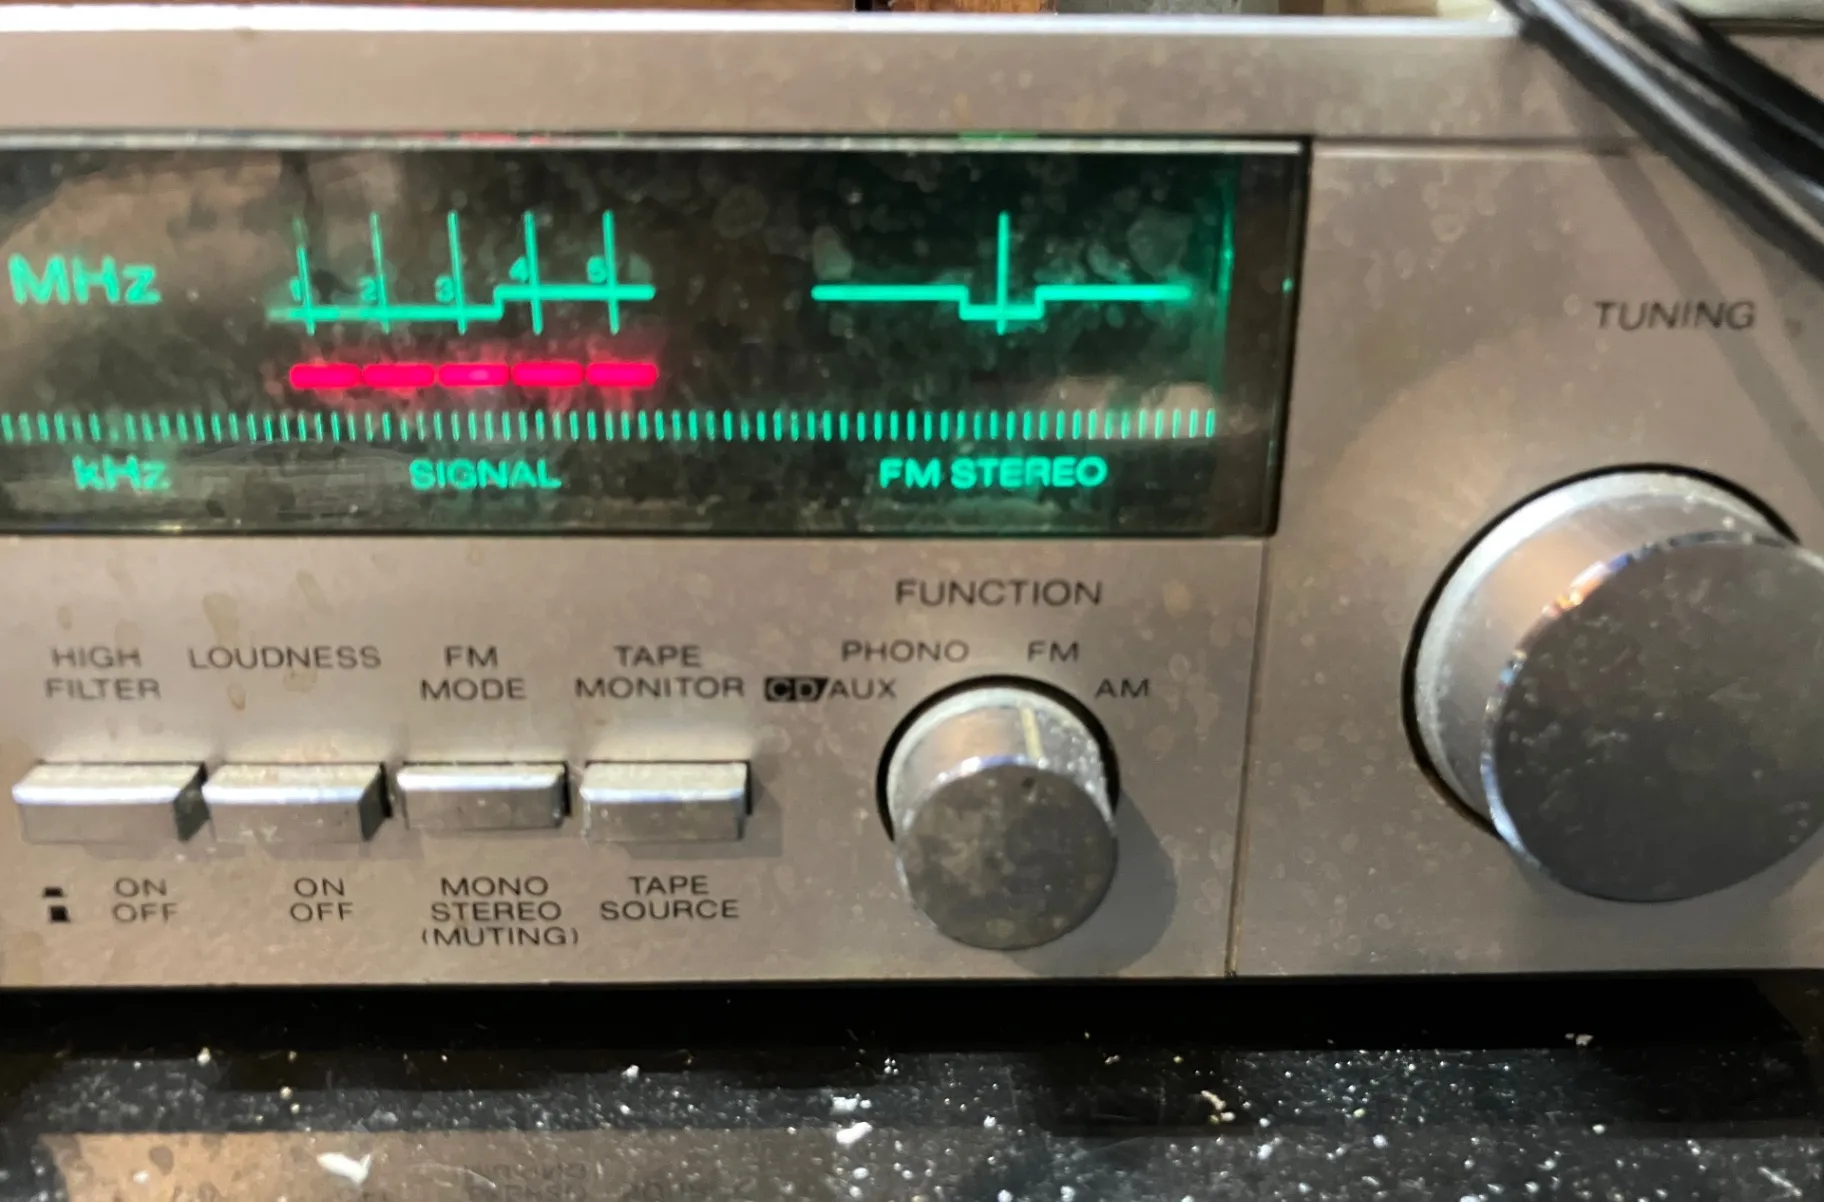 MHz
1 2 3 4 5
kHz SIGNAL FM STEREO
TUNING
FUNCTION
PHONO FM
CD/AUX AM
HIGH
FILTER
LOUDNESS
FM
MODE
TAPE
MONITOR
ON
OFF
ON
OFF
MONO
STEREO
(MUTING)
TAPE
SOURCE